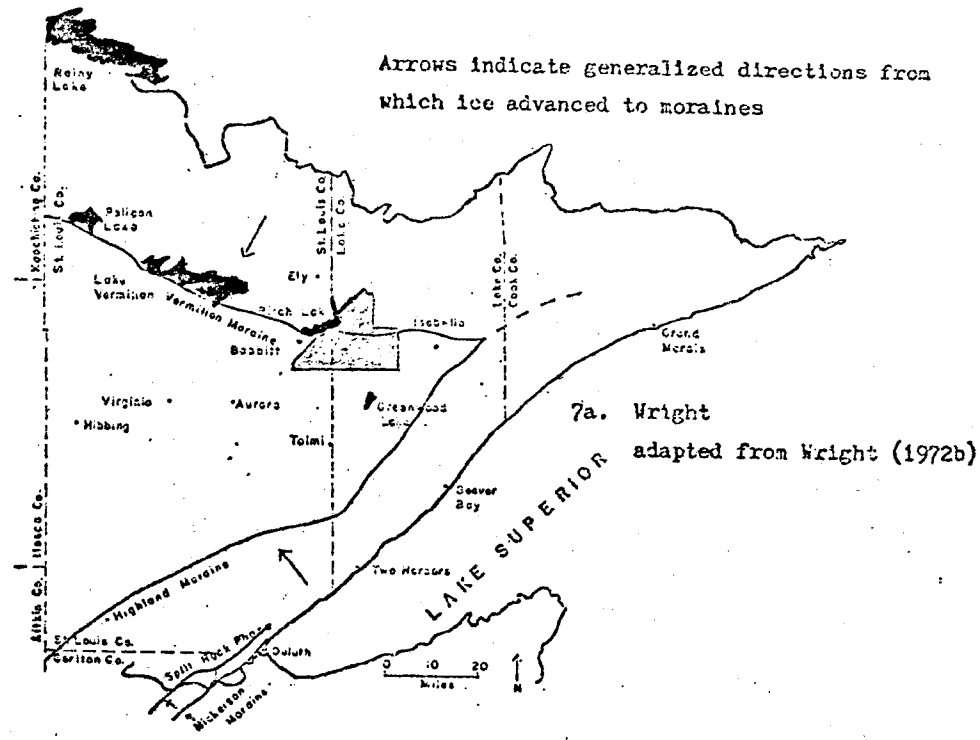 Arrows indicate generalized directions from
which ice advanced to moraines
Rainy
Lake
Koochiching Co.
St. Louis Co.
Pelican
Lake
St. Louis Co.
Lake Co.
Ely
Lake
Vermilion
Vermilion Moraine
Birch Lake
Babbitt
Isabella
Lake Co.
Cook Co.
Grand
Marais
Virginia
Aurora
Hibbing
Greenwood
Lake
Toimi
7a. Wright
adapted from Wright (1972b)
Beaver
Bay
LAKE SUPERIOR
Two Harbors
Itasca Co.
Aitkin Co.
Highland Moraine
St. Louis Co.
Carlton Co.
Split Rock Phase
Duluth
Nickerson
Moraine
0 10 20
Miles
N